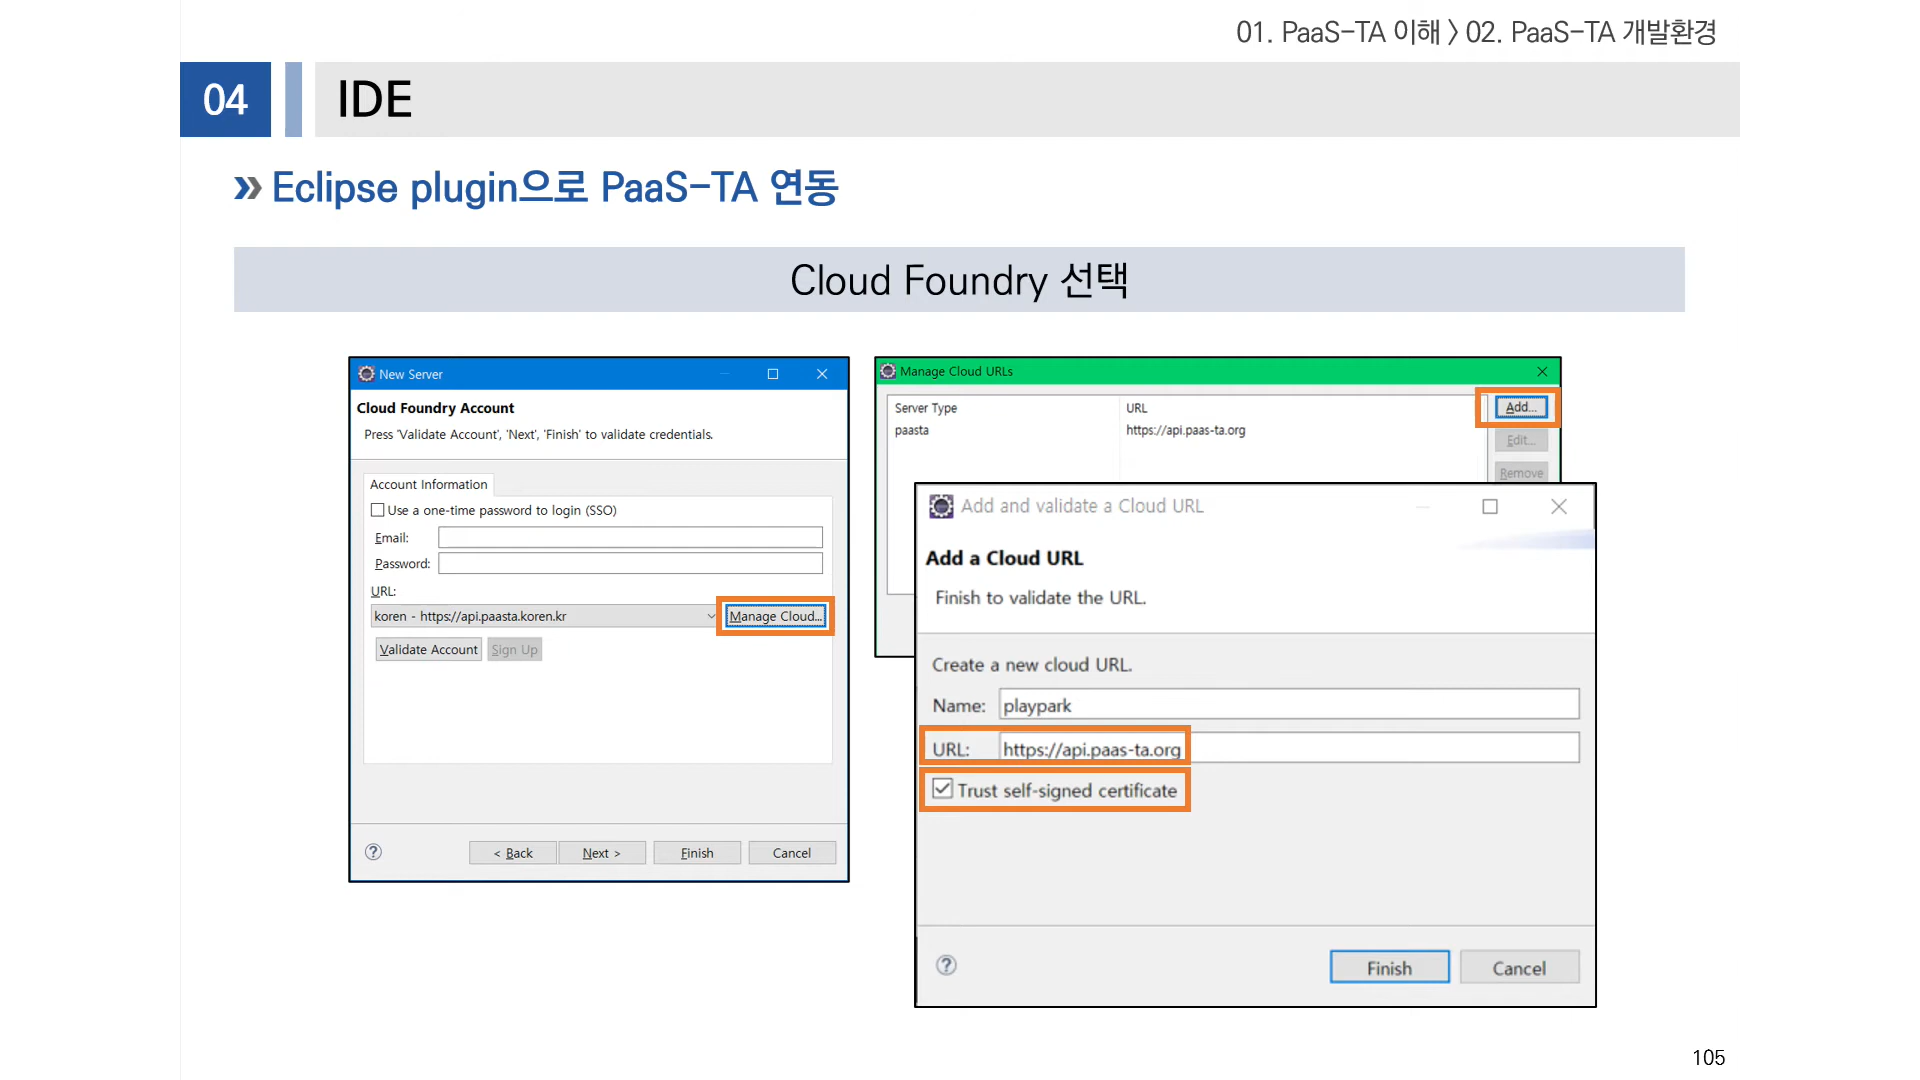 01. PaaS-TA 이해 > 02. PaaS-TA 개발환경
04
IDE
Eclipse plugin으로 PaaS-TA 연동
Cloud Foundry 선택
New Server
Cloud Foundry Account
Press 'Validate Account', 'Next', 'Finish' to validate credentials.
Account Information
Use a one-time password to login (SSO)
Email:
Password:
URL:
koren - https://api.paasta.koren.kr
Manage Cloud...
Validate Account
Sign Up
< Back
Next >
Finish
Cancel
Manage Cloud URLs
Server Type URL
paasta https://api.paas-ta.org
Add...
Edit...
Remove
Add and validate a Cloud URL
Add a Cloud URL
Finish to validate the URL.
Create a new cloud URL.
Name: playpark
URL: https://api.paas-ta.org
Trust self-signed certificate
Finish
Cancel
105